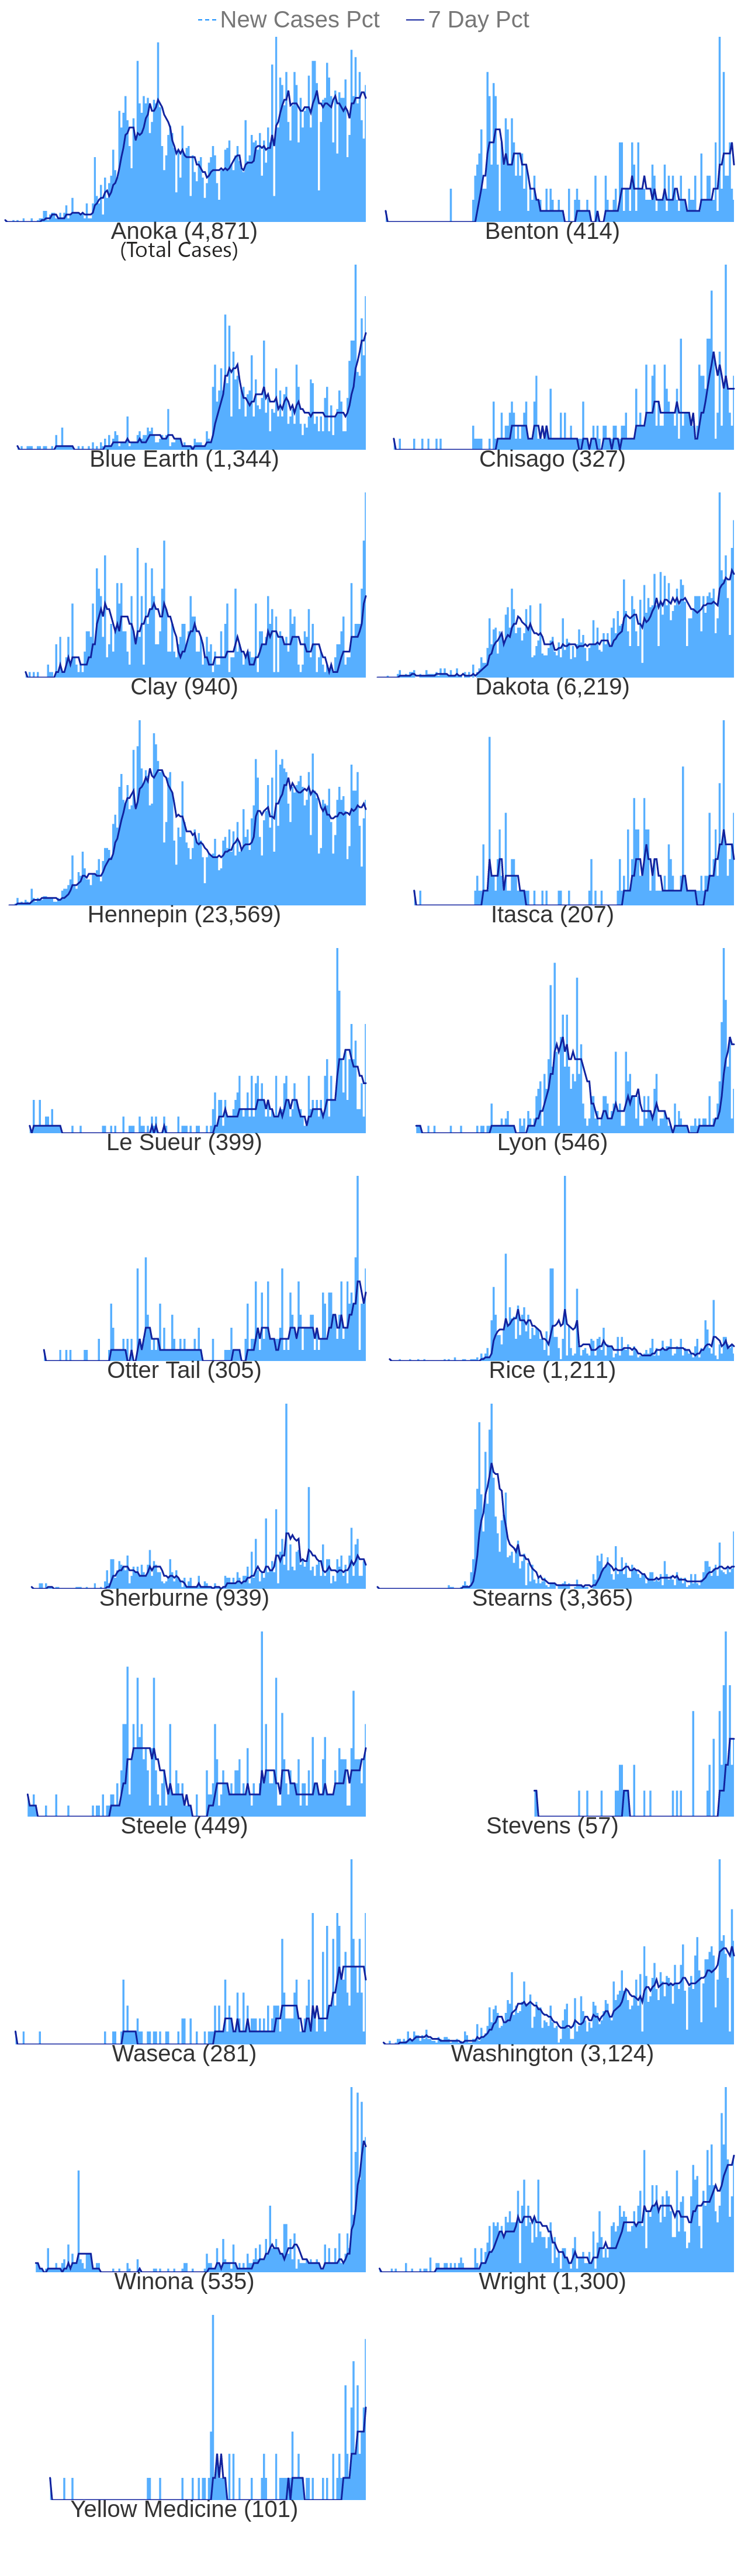 New Cases Pct 7 Day Pct
Anoka (4,871) Benton (414)
(Total Cases)
Blue Earth (1,344) Chisago (327)
Clay (940) Dakota (6,219)
Hennepin (23,569) Itasca (207)
Le Sueur (399) Lyon (546)
Otter Tail (305) Rice (1,211)
Sherburne (939) Stearns (3,365)
Steele (449) Stevens (57)
Waseca (281) Washington (3,124)
Winona (535) Wright (1,300)
Yellow Medicine (101)